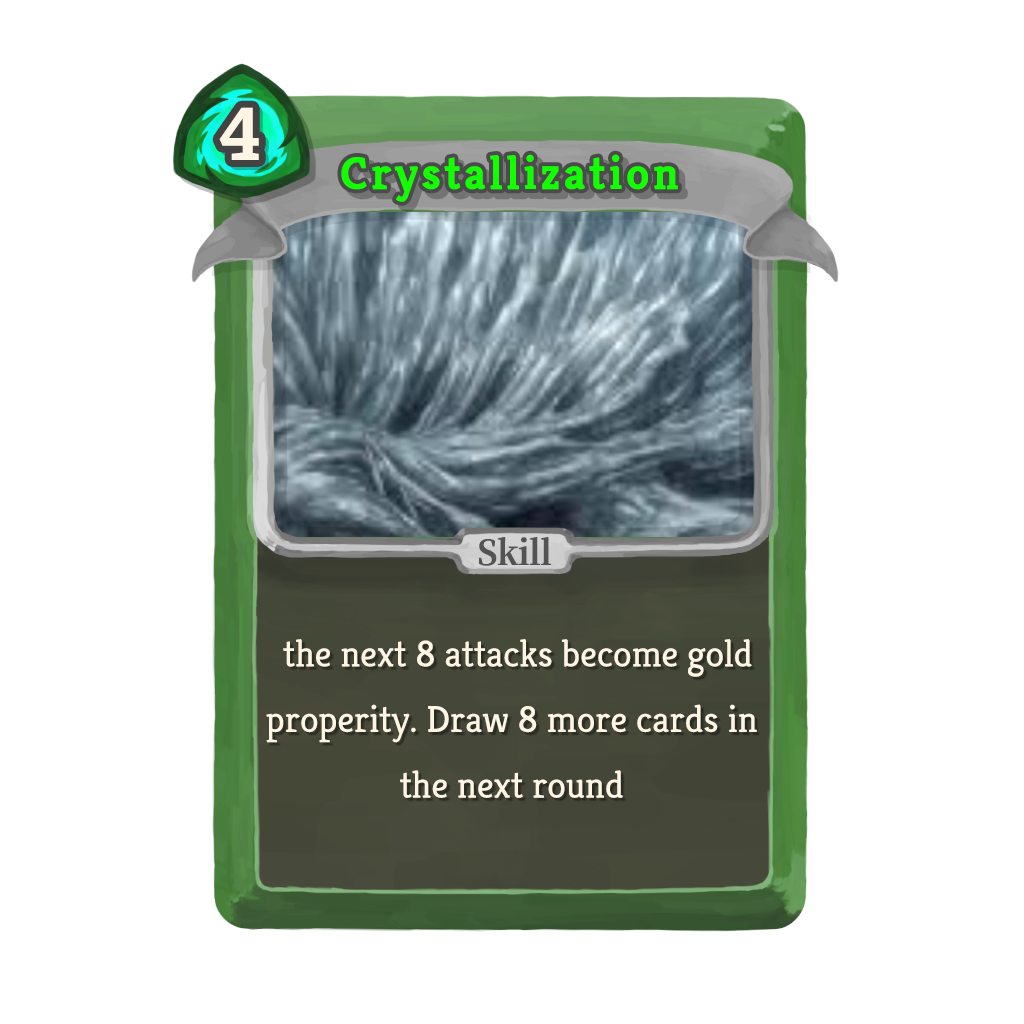 4
Crystallization
Skill
the next 8 attacks become gold
properity. Draw 8 more cards in
the next round